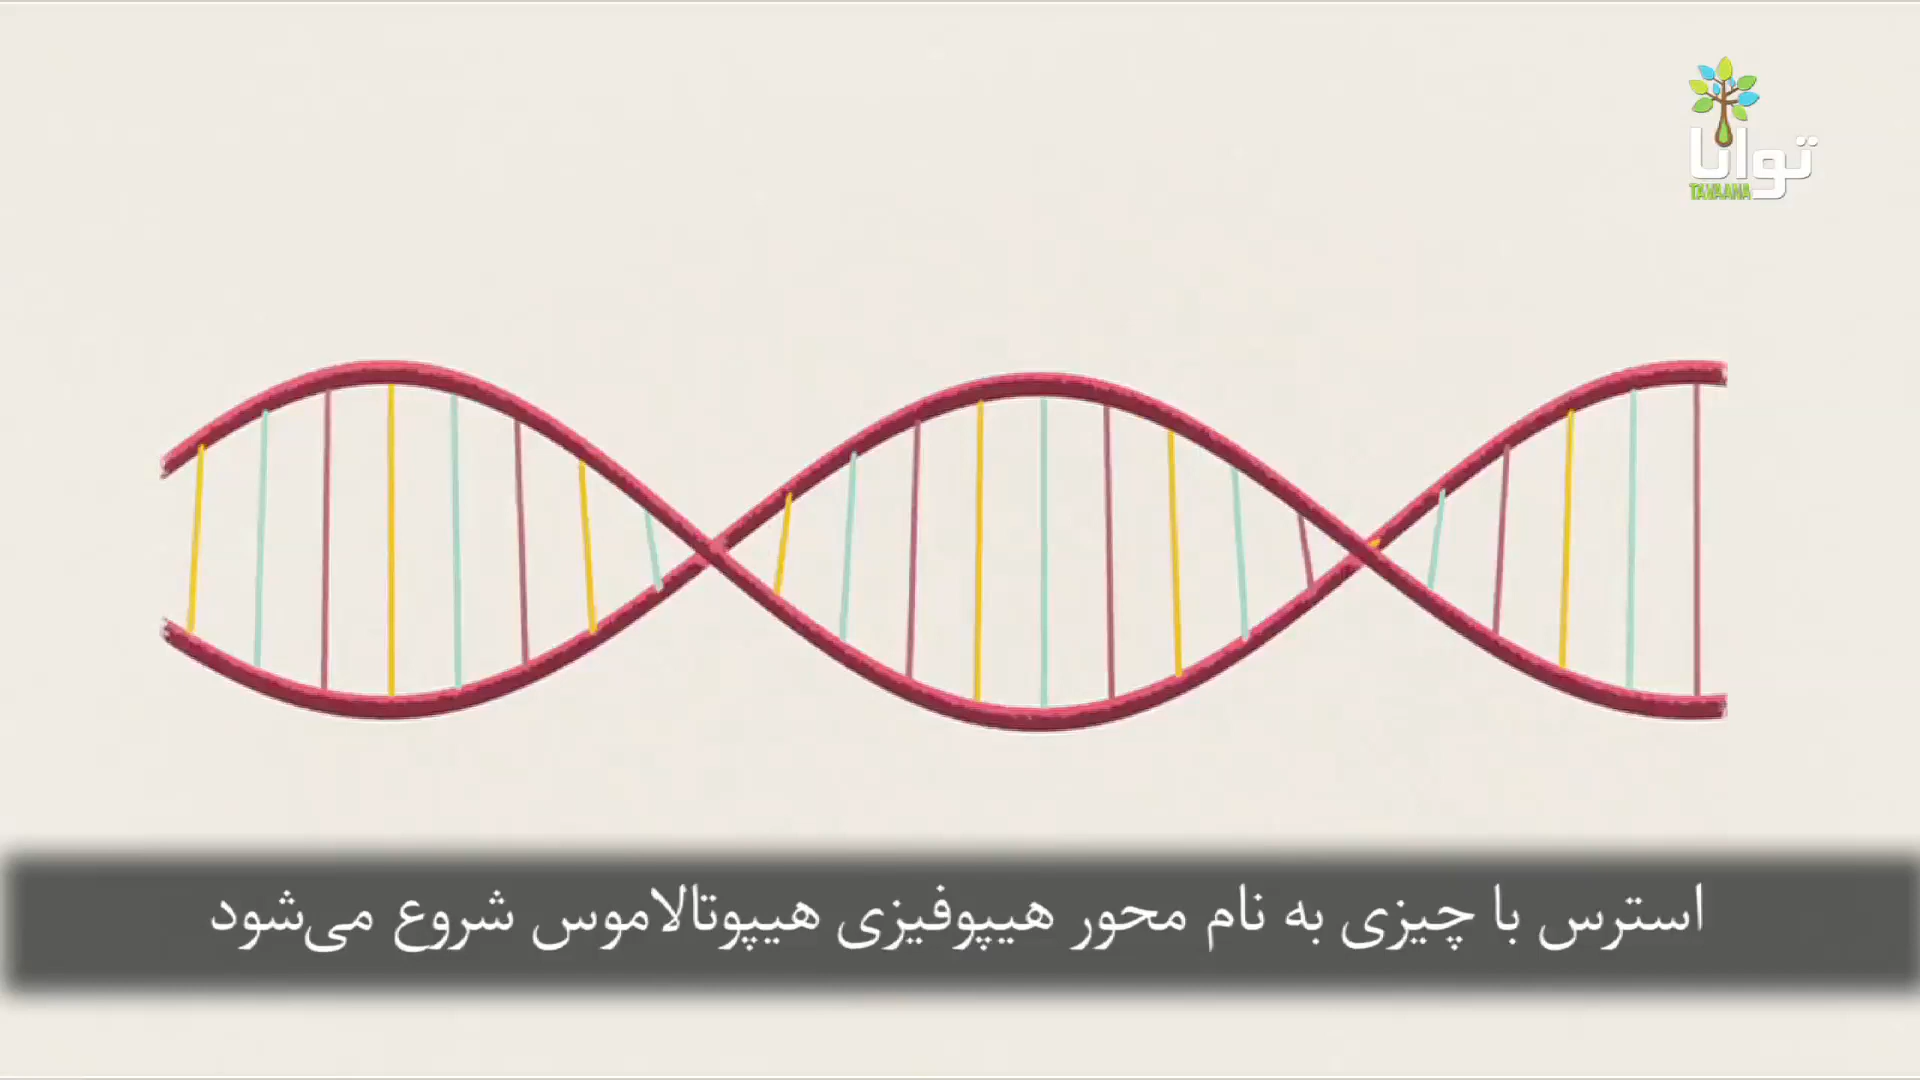 توانا
TAVAANA
استرس با چیزی به نام محور هیپوفیزی هیپوتالاموس شروع می‌شود